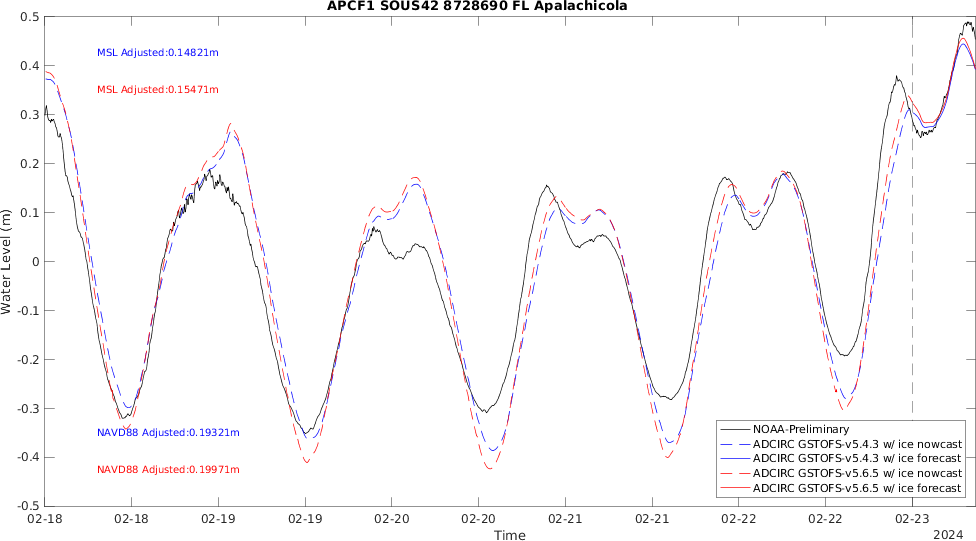 APCF1 SOUS42 8728690 FL Apalachicola
0.5
0.4
0.3
0.2
0.1
0
-0.1
-0.2
-0.3
-0.4
-0.5
Water Level (m)
MSL Adjusted:0.14821m
MSL Adjusted:0.15471m
NAVD88 Adjusted:0.19321m
NAVD88 Adjusted:0.19971m
NOAA-Preliminary
ADCIRC GSTOFS-v5.4.3 w/ ice nowcast
ADCIRC GSTOFS-v5.4.3 w/ ice forecast
ADCIRC GSTOFS-v5.6.5 w/ ice nowcast
ADCIRC GSTOFS-v5.6.5 w/ ice forecast
02-18 02-18 02-19 02-19 02-20 02-20 02-21 02-21 02-22 02-22 02-23
Time
2024